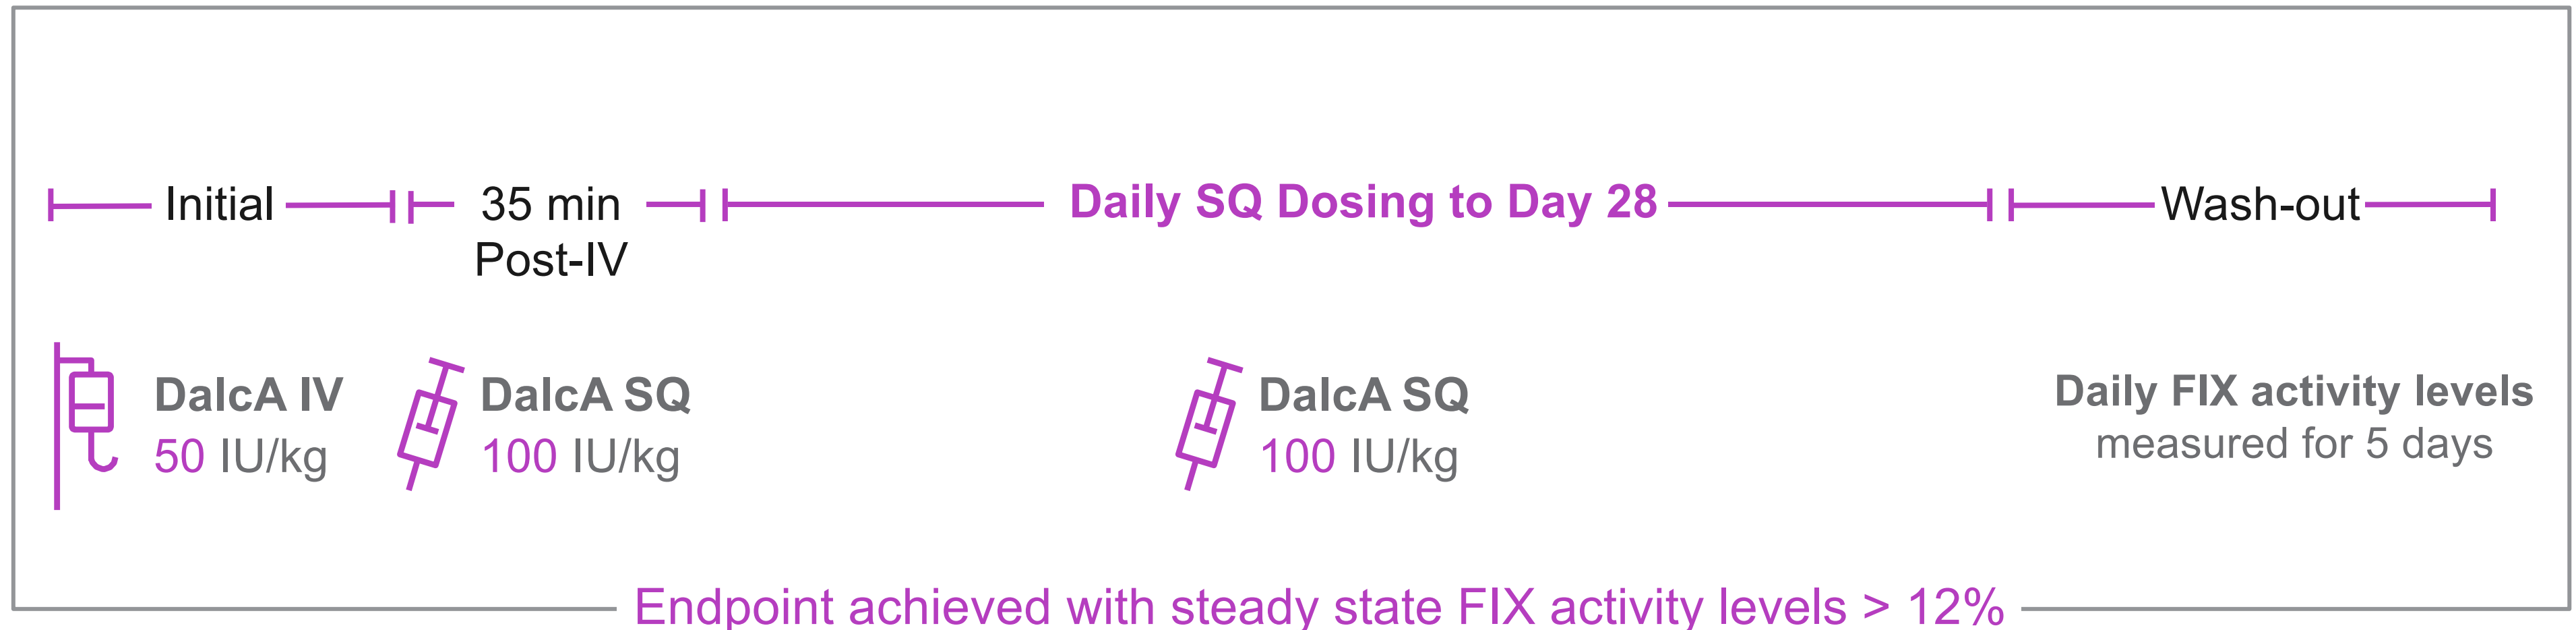 Initial
35 min
Post-IV
Daily SQ Dosing to Day 28
Wash-out
DalcA IV
50 IU/kg
DalcA SQ
100 IU/kg
DalcA SQ
100 IU/kg
Daily FIX activity levels
measured for 5 days
Endpoint achieved with steady state FIX activity levels > 12%